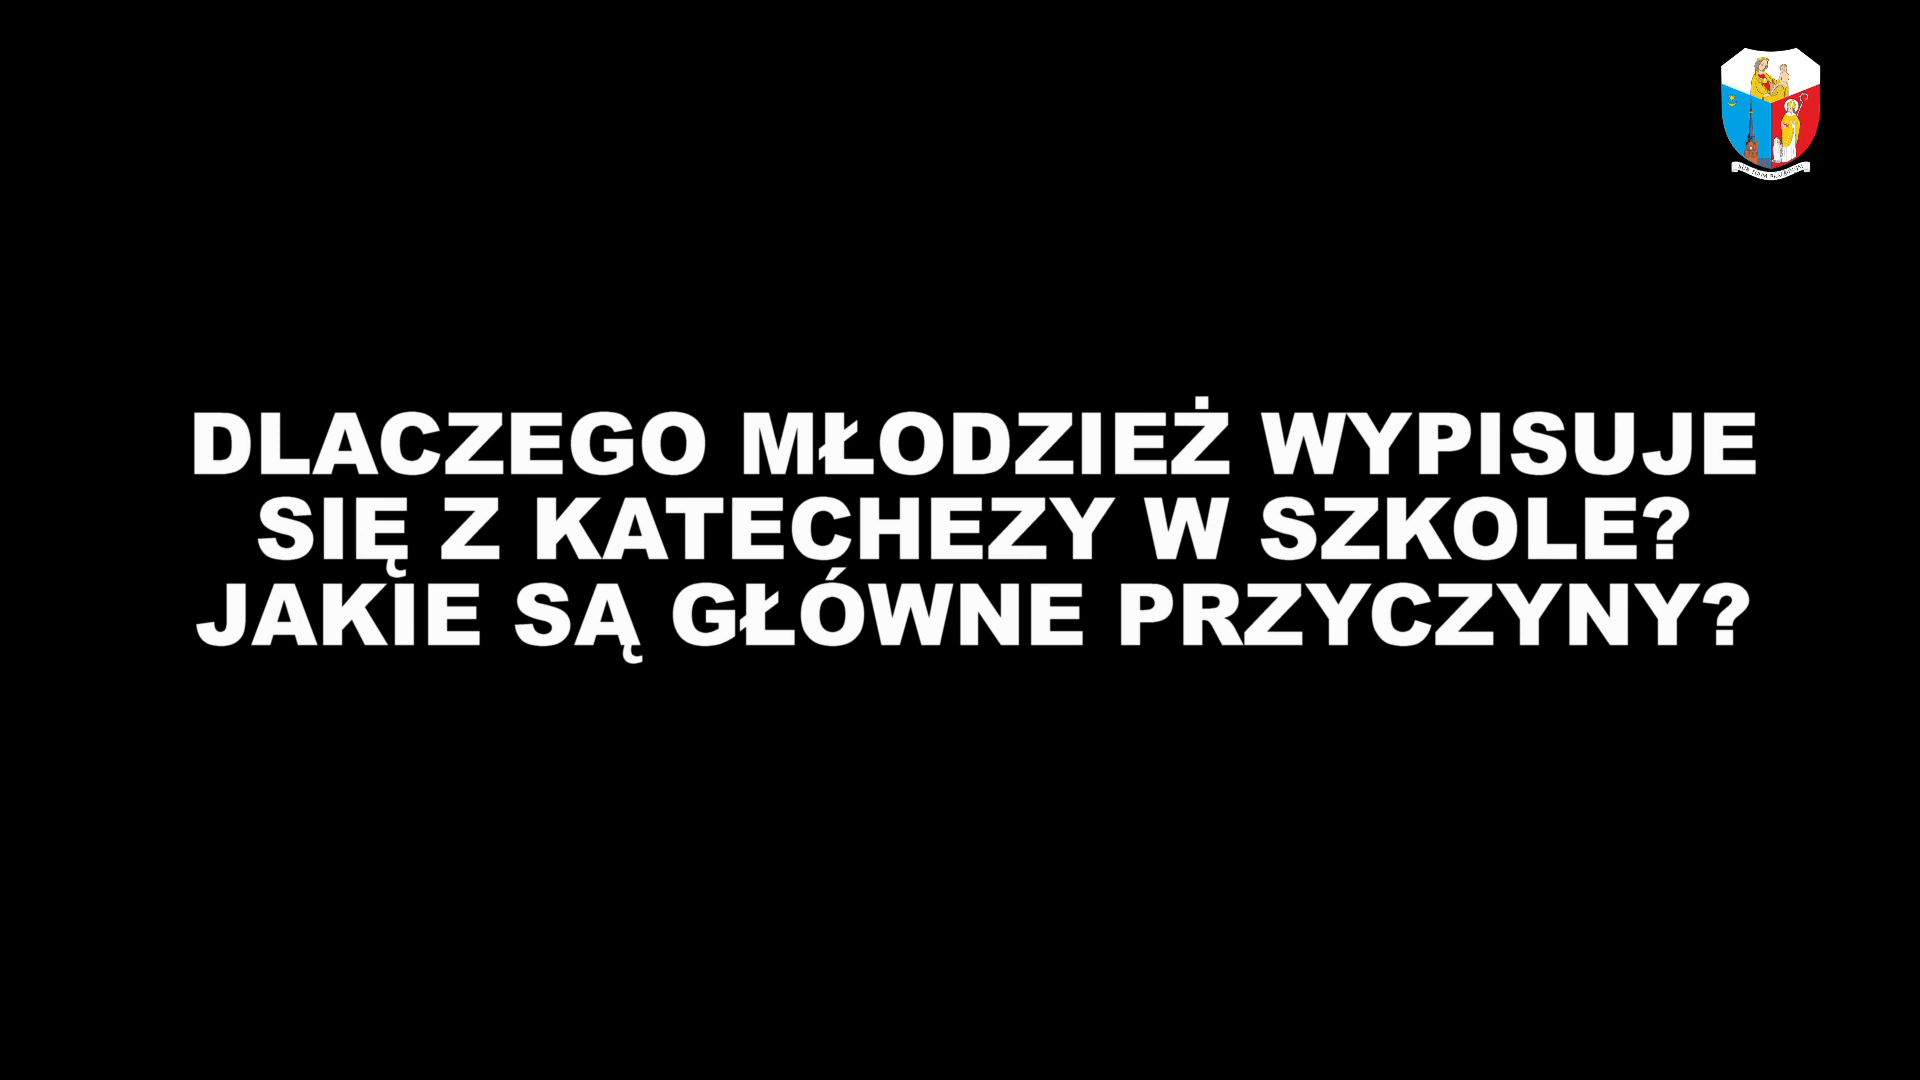 DLACZEGO MŁODZIEŻ WYPISUJE
SIĘ Z KATECHEZY W SZKOLE?
JAKIE SĄ GŁÓWNE PRZYCZYNY?